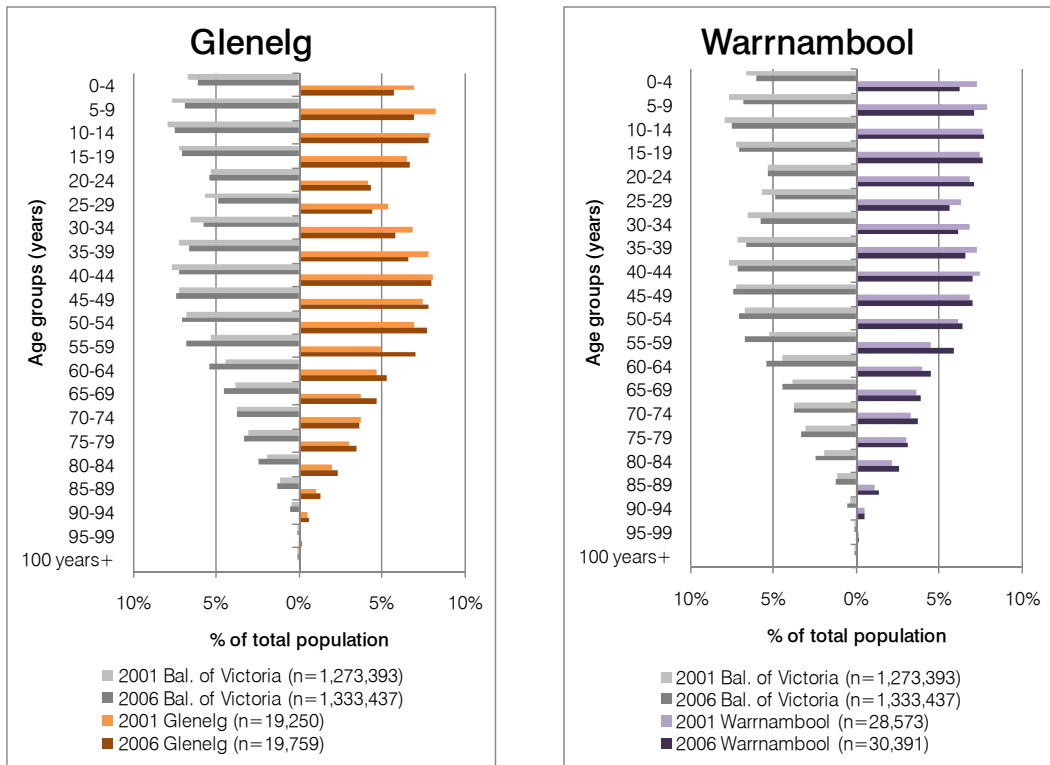 Glenelg
Age groups (years)
0-4
5-9
10-14
15-19
20-24
25-29
30-34
35-39
40-44
45-49
50-54
55-59
60-64
65-69
70-74
75-79
80-84
85-89
90-94
95-99
100 years+
10% 5% 0% 5% 10%
% of total population
2001 Bal. of Victoria (n=1,273,393)
2006 Bal. of Victoria (n=1,333,437)
2001 Glenelg (n=19,250)
2006 Glenelg (n=19,759)
Warrnambool
Age groups (years)
0-4
5-9
10-14
15-19
20-24
25-29
30-34
35-39
40-44
45-49
50-54
55-59
60-64
65-69
70-74
75-79
80-84
85-89
90-94
95-99
100 years+
10% 5% 0% 5% 10%
% of total population
2001 Bal. of Victoria (n=1,273,393)
2006 Bal. of Victoria (n=1,333,437)
2001 Warrnambool (n=28,573)
2006 Warrnambool (n=30,391)